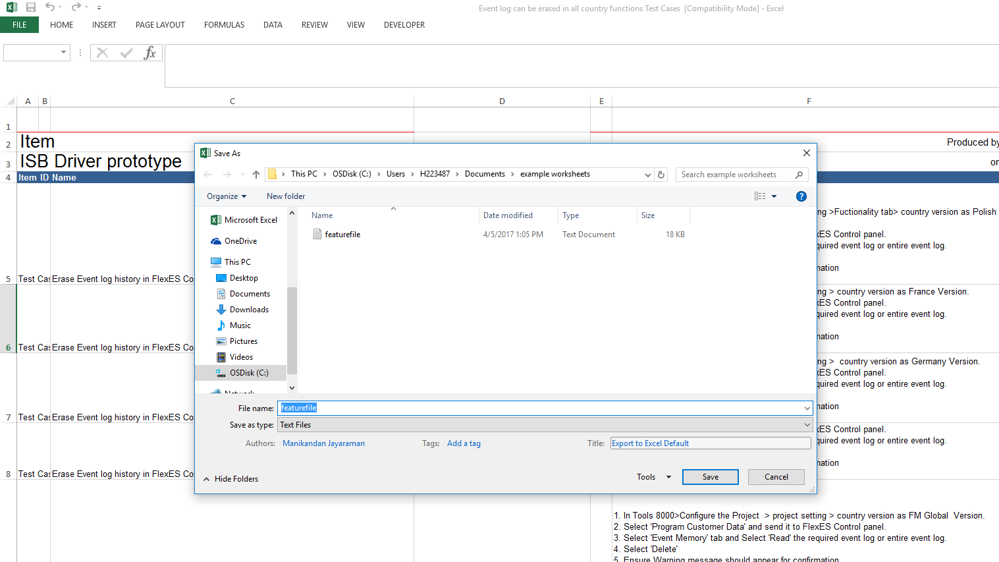 Event log can be erased in all country functions Test Cases  [Compatibility Mode] - Excel
FILE HOME INSERT PAGE LAYOUT FORMULAS DATA REVIEW VIEW DEVELOPER
fx
A B C D E F
1
2 Item Produced by
3 ISB Driver prototype or
4 Item ID Name
Save As
This PC > OSDisk (C:) > Users > H223487 > Documents > example worksheets
Search example worksheets
Organize New folder ?
Name Date modified Type Size
featurefile 4/5/2017 1:05 PM Text Document 18 KB
Microsoft Excel
OneDrive
This PC
Desktop
Documents
Downloads
Music
Pictures
Videos
OSDisk (C:)
Network
File name: featurefile
Save as type: Text Files
Authors: Manikandan Jayaraman Tags: Add a tag Title: Export to Excel Default
Hide Folders Tools Save Cancel
ng >Fuctionality tab> country version as Polish
xES Control panel.
quired event log or entire event log.
mation
5 Test Cas Erase Event log history in FlexES Co
ng > country version as France Version.
xES Control panel.
quired event log or entire event log.
mation
6 Test Cas Erase Event log history in FlexES Co
ng >  country version as Germany Version.
xES Control panel.
quired event log or entire event log.
mation
7 Test Cas Erase Event log history in FlexES Co
xES Control panel.
quired event log or entire event log.
mation
8 Test Cas Erase Event log history in FlexES Co
1. In Tools 8000>Configure the Project  > project setting > country version as FM Global  Version.
2. Select 'Program Customer Data' and send it to FlexES Control panel.
3. Select 'Event Memory' tab and Select 'Read' the required event log or entire event log.
4. Select 'Delete'
5. Ensure Warning message should appear for confirmation